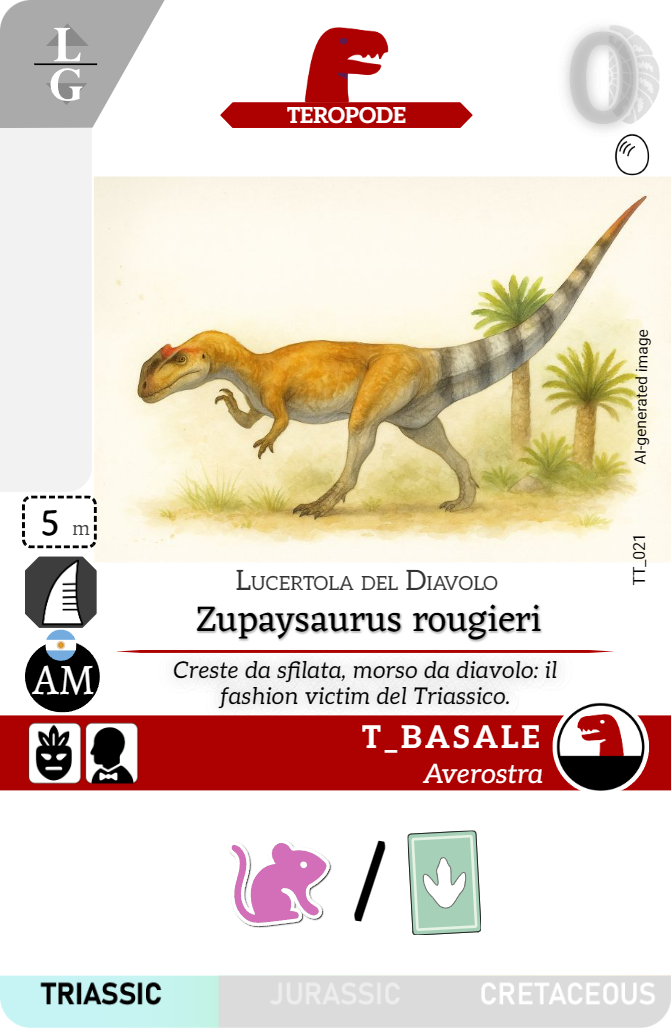 L
G
TEROPODE
0
AI-generated image
5 m
TT_021
LUCERTOLA DEL DIAVOLO
Zupaysaurus rougieri
AM
Creste da sfilata, morso da diavolo: il
fashion victim del Triassico.
T_BASALE
Averostra
/
TRIASSIC JURASSIC CRETACEOUS